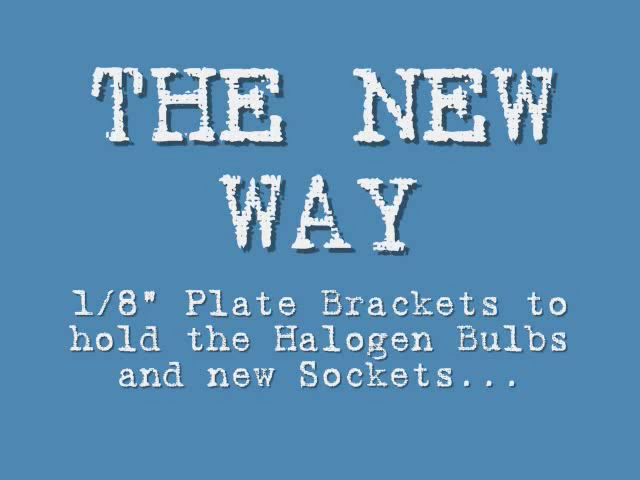 THE NEW
WAY
1/8" Plate Brackets to
hold the Halogen Bulbs
and new Sockets...